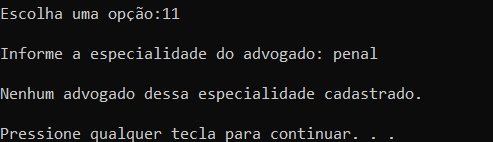 Escolha uma opção:11
Informe a especialidade do advogado: penal
Nenhum advogado dessa especialidade cadastrado.
Pressione qualquer tecla para continuar. . .